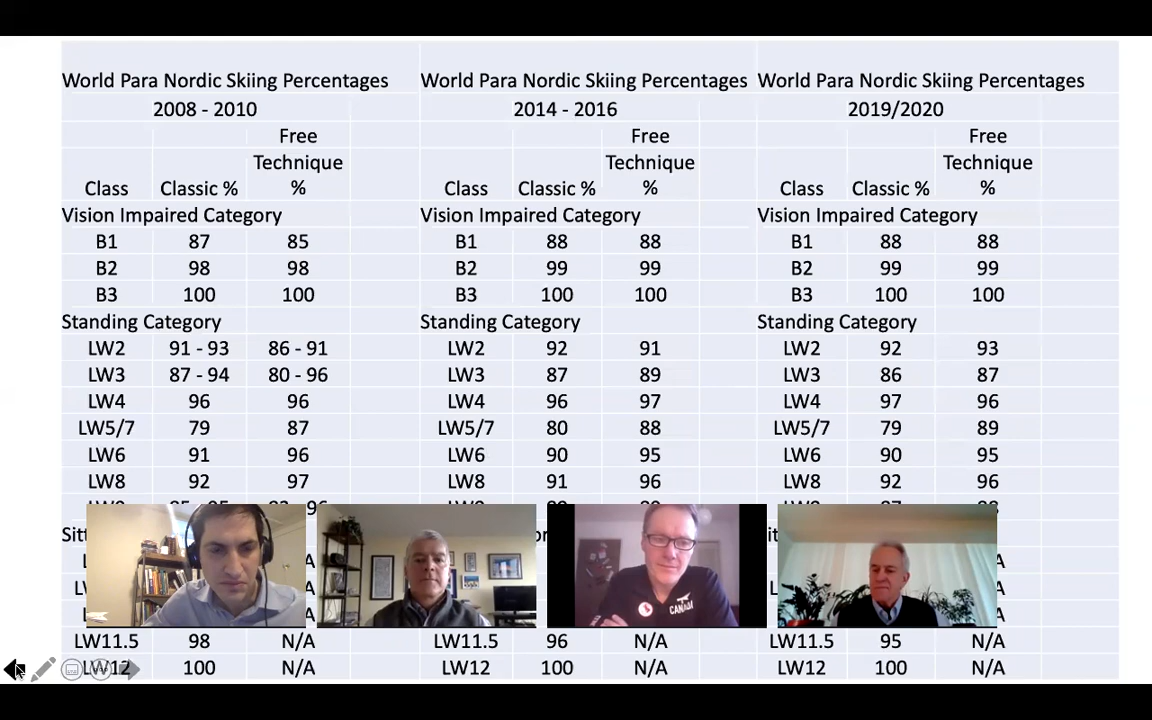 World Para Nordic Skiing Percentages World Para Nordic Skiing Percentages World Para Nordic Skiing Percentages
2008 - 2010 2014 - 2016 2019/2020
Free Free Free
Technique Technique Technique
Class Classic % % Class Classic % % Class Classic % %
Vision Impaired Category Vision Impaired Category Vision Impaired Category
B1 87 85 B1 88 88 B1 88 88
B2 98 98 B2 99 99 B2 99 99
B3 100 100 B3 100 100 B3 100 100
Standing Category Standing Category Standing Category
LW2 91 - 93 86 - 91 LW2 92 91 LW2 92 93
LW3 87 - 94 80 - 96 LW3 87 89 LW3 86 87
LW4 96 96 LW4 96 97 LW4 97 96
LW5/7 79 87 LW5/7 80 88 LW5/7 79 89
LW6 91 96 LW6 90 95 LW6 90 95
LW8 92 97 LW8 91 96 LW8 92 96
CANADA
LW11.5 98 N/A LW11.5 96 N/A LW11.5 95 N/A
LW12 100 N/A LW12 100 N/A LW12 100 N/A